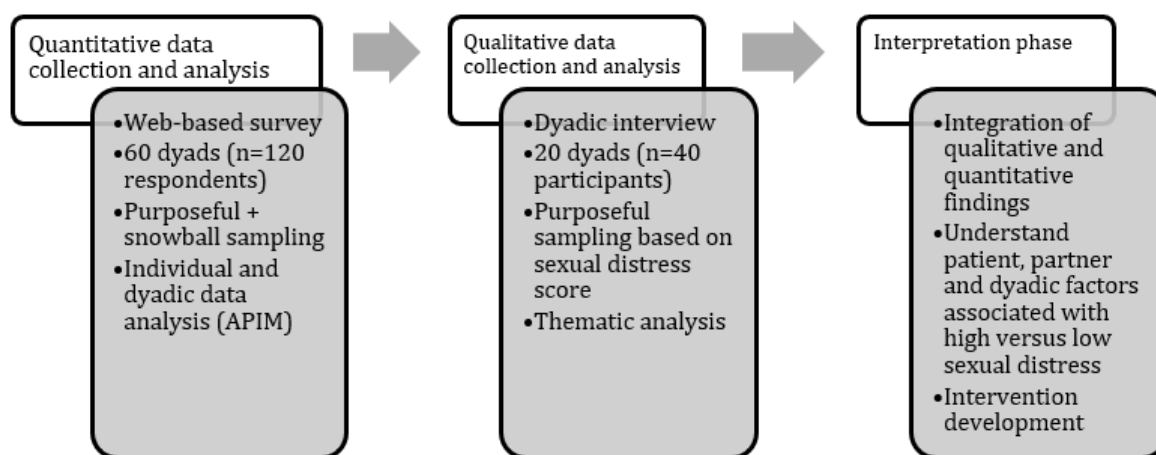 Quantitative data
collection and analysis
•Web-based survey
•60 dyads (n=120
respondents)
•Purposeful +
snowball sampling
•Individual and
dyadic data
analysis (APIM)
Qualitative data
collection and analysis
•Dyadic interview
•20 dyads (n=40
participants)
•Purposeful
sampling based on
sexual distress
score
•Thematic analysis
Interpretation phase
•Integration of
qualitative and
quantitative
findings
•Understand
patient, partner
and dyadic factors
associated with
high versus low
sexual distress
•Intervention
development